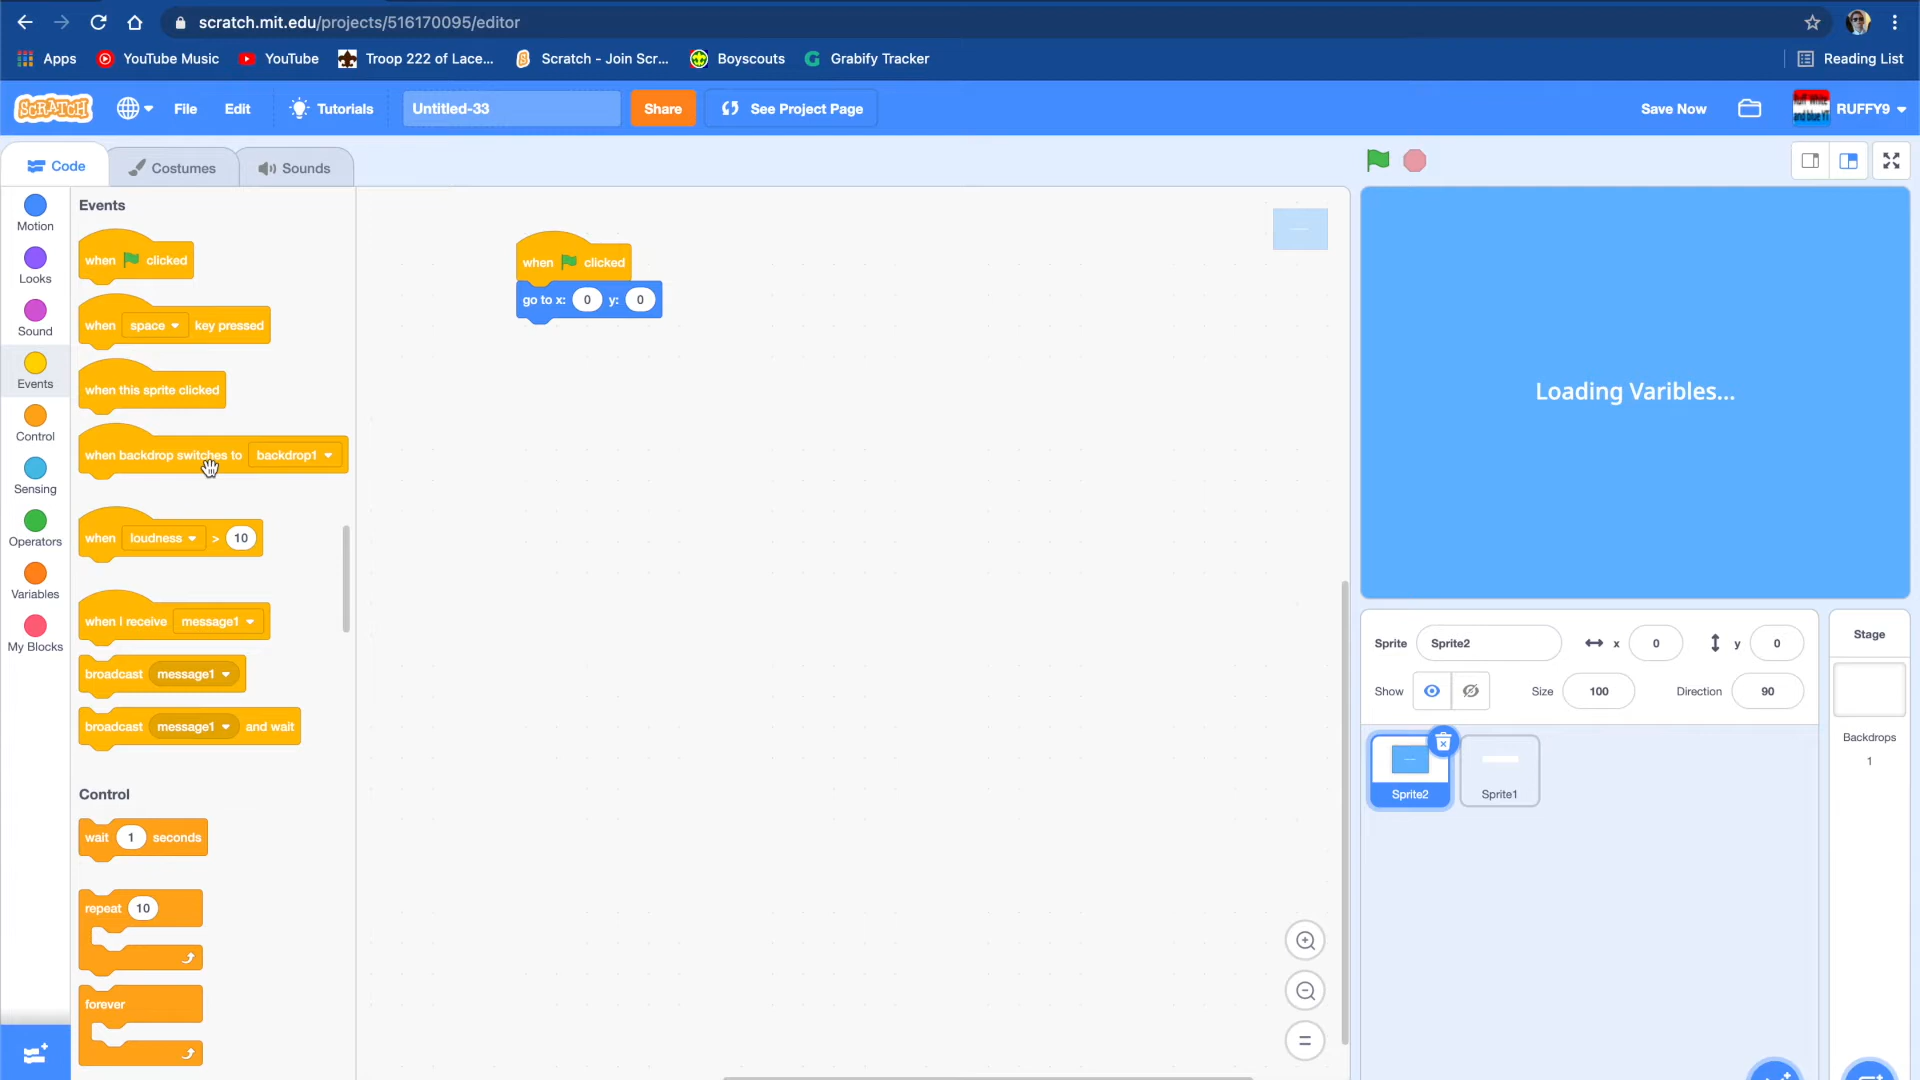 scratch.mit.edu/projects/516170095/editor
Apps YouTube Music YouTube Troop 222 of Lace... Scratch - Join Scr... Boyscouts Grabify Tracker Reading List
SCRATCH File Edit Tutorials Untitled-33 Share See Project Page Save Now RUFFY9
Code Costumes Sounds
Motion
Looks
Sound
Events
Control
Sensing
Operators
Variables
My Blocks
Events
when clicked
when space key pressed
when this sprite clicked
when backdrop switches to backdrop1
when loudness > 10
when I receive message1
broadcast message1
broadcast message1 and wait
Control
wait 1 seconds
repeat 10
forever
when clicked
go to x: 0 y: 0
Loading Varibles...
Sprite Sprite2 x 0 y 0
Show Size 100 Direction 90
Sprite2 Sprite1
Stage
Backdrops
1